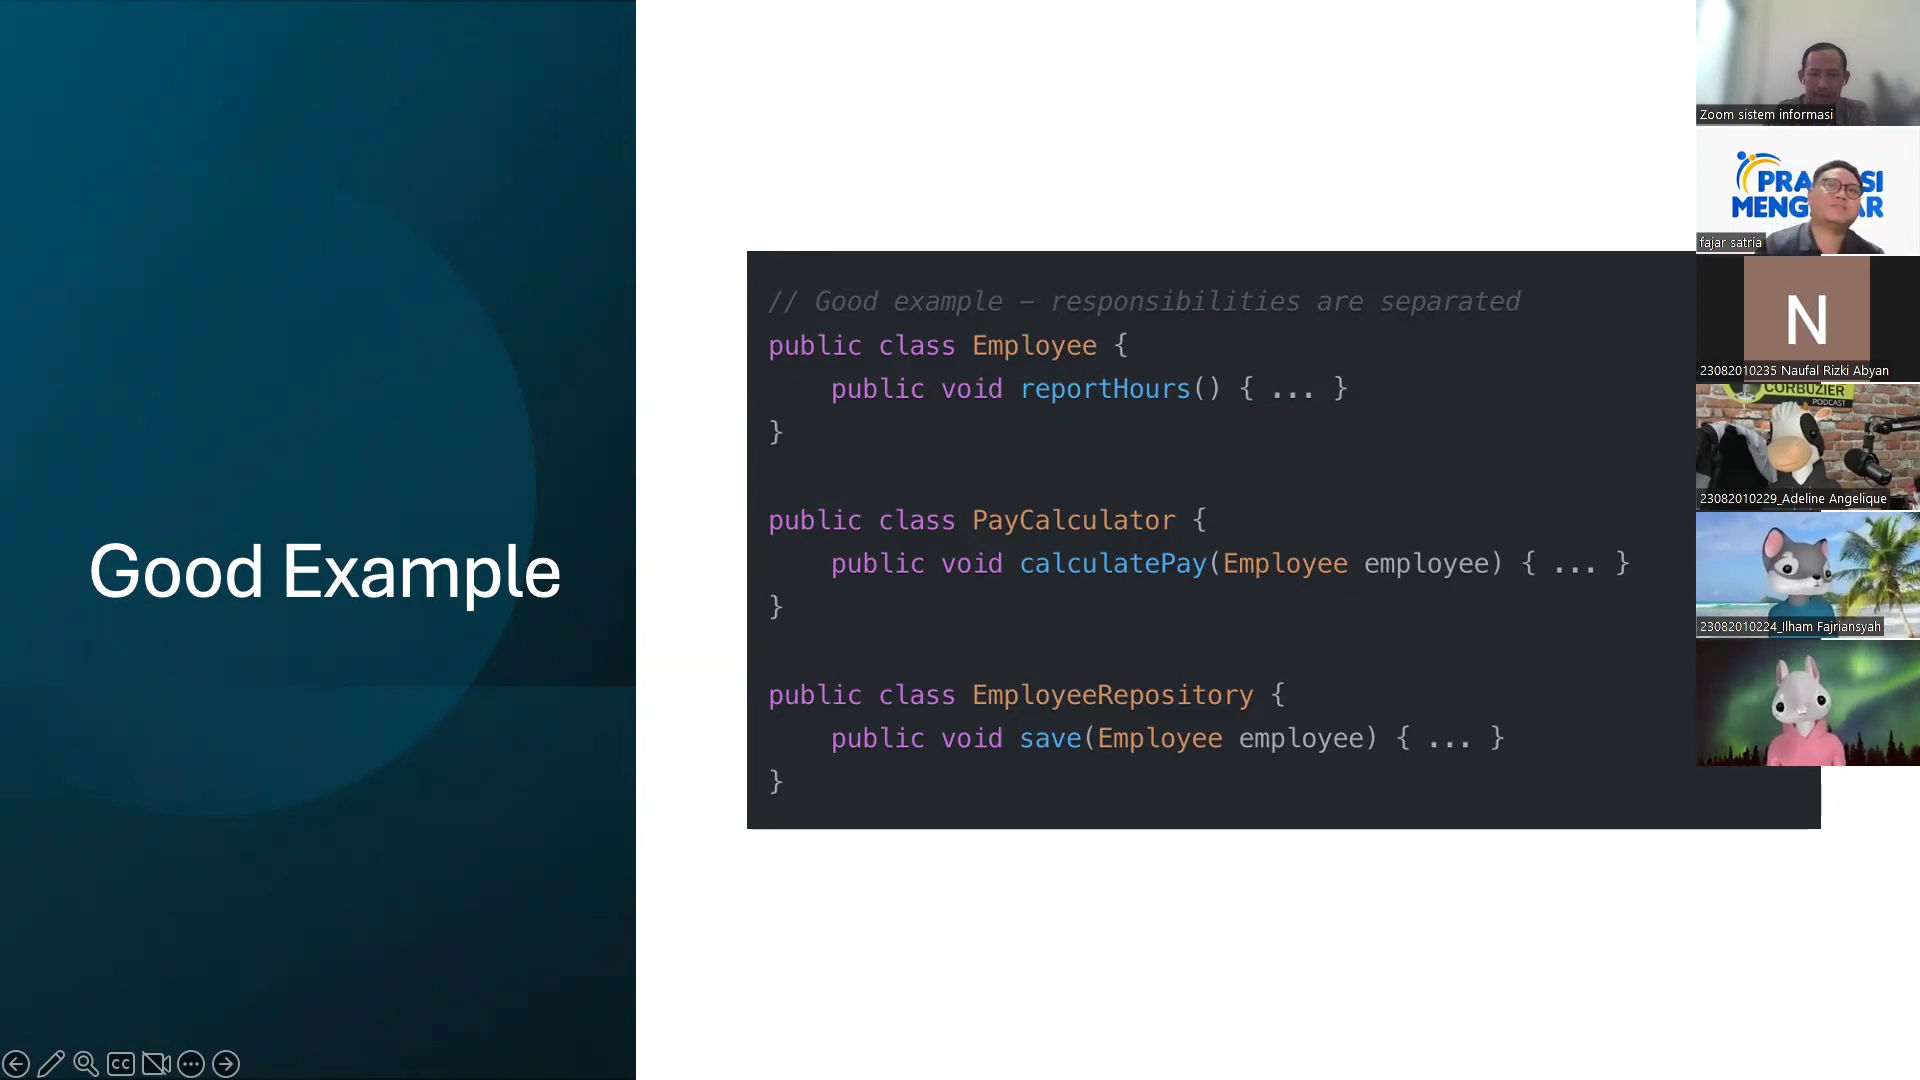 Good Example
// Good example – responsibilities are separated
public class Employee {
    public void reportHours() { ... }
}
public class PayCalculator {
    public void calculatePay(Employee employee) { ... }
}
public class EmployeeRepository {
    public void save(Employee employee) { ... }
}
Zoom sistem informasi
fajar satria
N
23082010235 Naufal Rizki Abyan
CORBUZIER
PODCAST
23082010229_Adeline Angelique
23082010224_Ilham Fajriansyah
CC